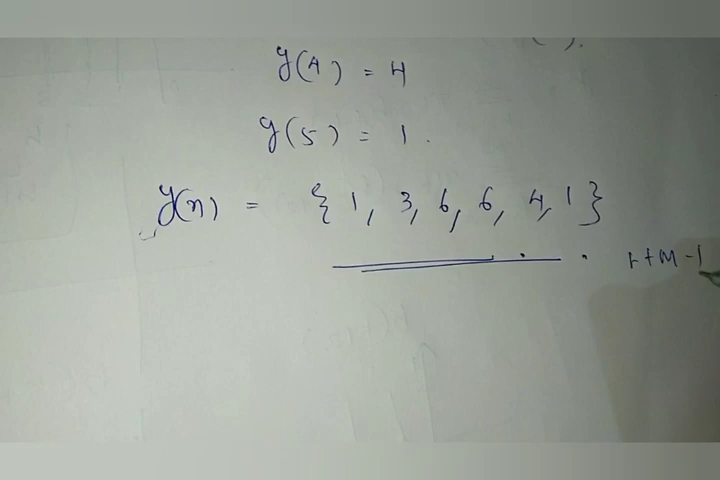 y(4) = 4
y(5) = 1.
y(n) = { 1, 3, 6, 6, 4, 1 }
+M-1